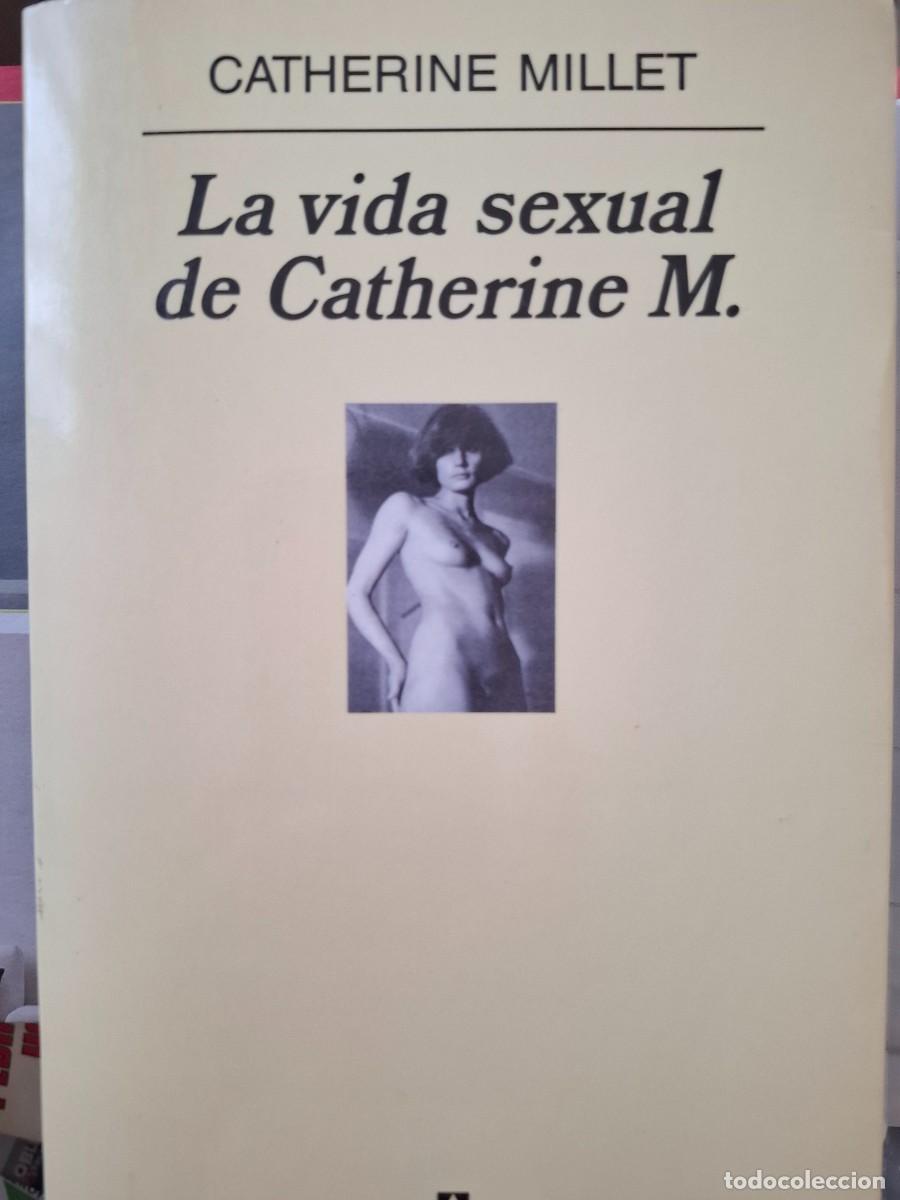 CATHERINE MILLET
La vida sexual
de Catherine M.
todocoleccion